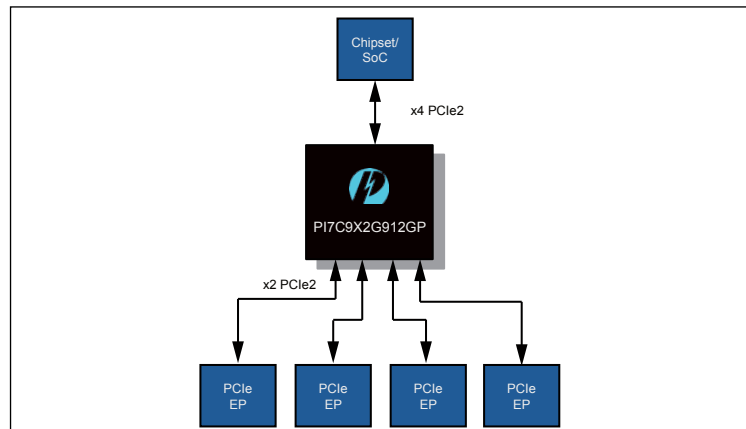 Chipset/
SoC
x4 PCIe2
PI7C9X2G912GP
x2 PCIe2
PCIe
EP
PCIe
EP
PCIe
EP
PCIe
EP